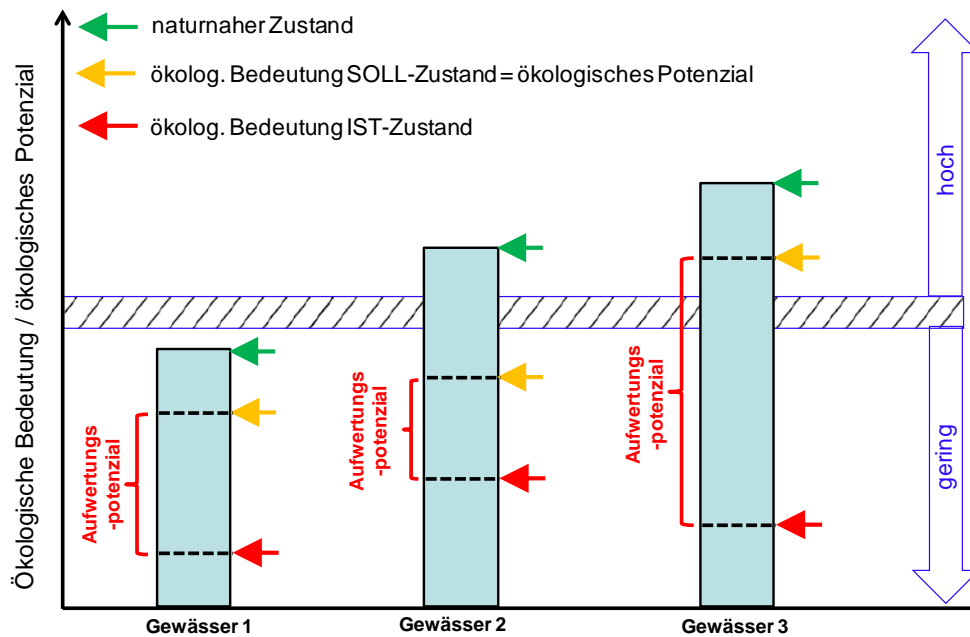 naturnaher Zustand
ökolog. Bedeutung SOLL-Zustand = ökologisches Potenzial
ökolog. Bedeutung IST-Zustand
Ökologische Bedeutung / ökologisches Potenzial
hoch
gering
Aufwertungs
-potenzial
Aufwertungs
-potenzial
Aufwertungs
-potenzial
Gewässer 1
Gewässer 2
Gewässer 3